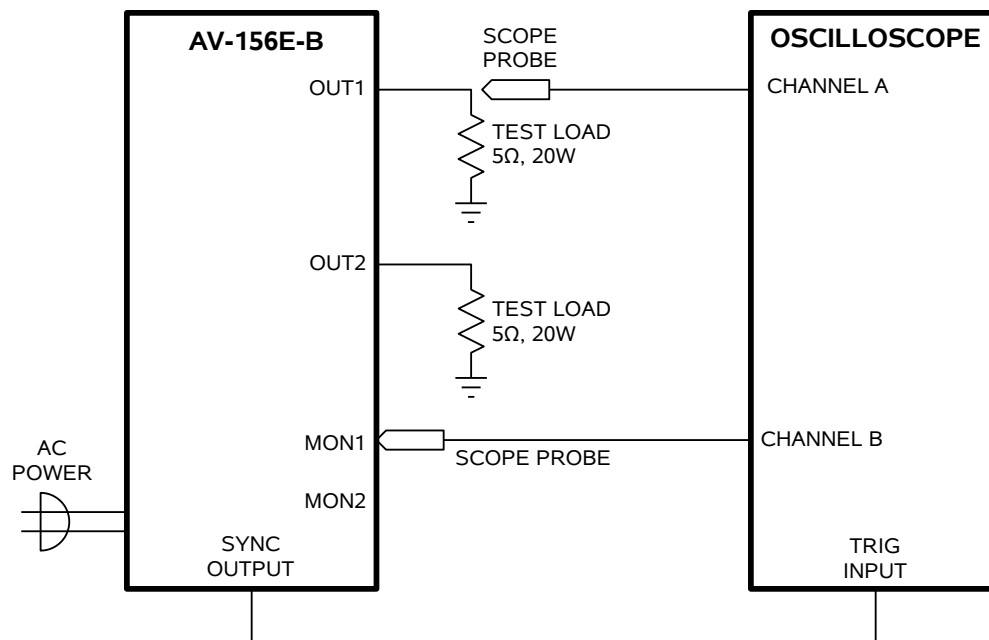 AV-156E-B
OUT1
SCOPE
PROBE
OSCILLOSCOPE
CHANNEL A
TEST LOAD
5Ω, 20W
OUT2
TEST LOAD
5Ω, 20W
MON1
SCOPE PROBE
CHANNEL B
AC
POWER
MON2
SYNC
OUTPUT
TRIG
INPUT